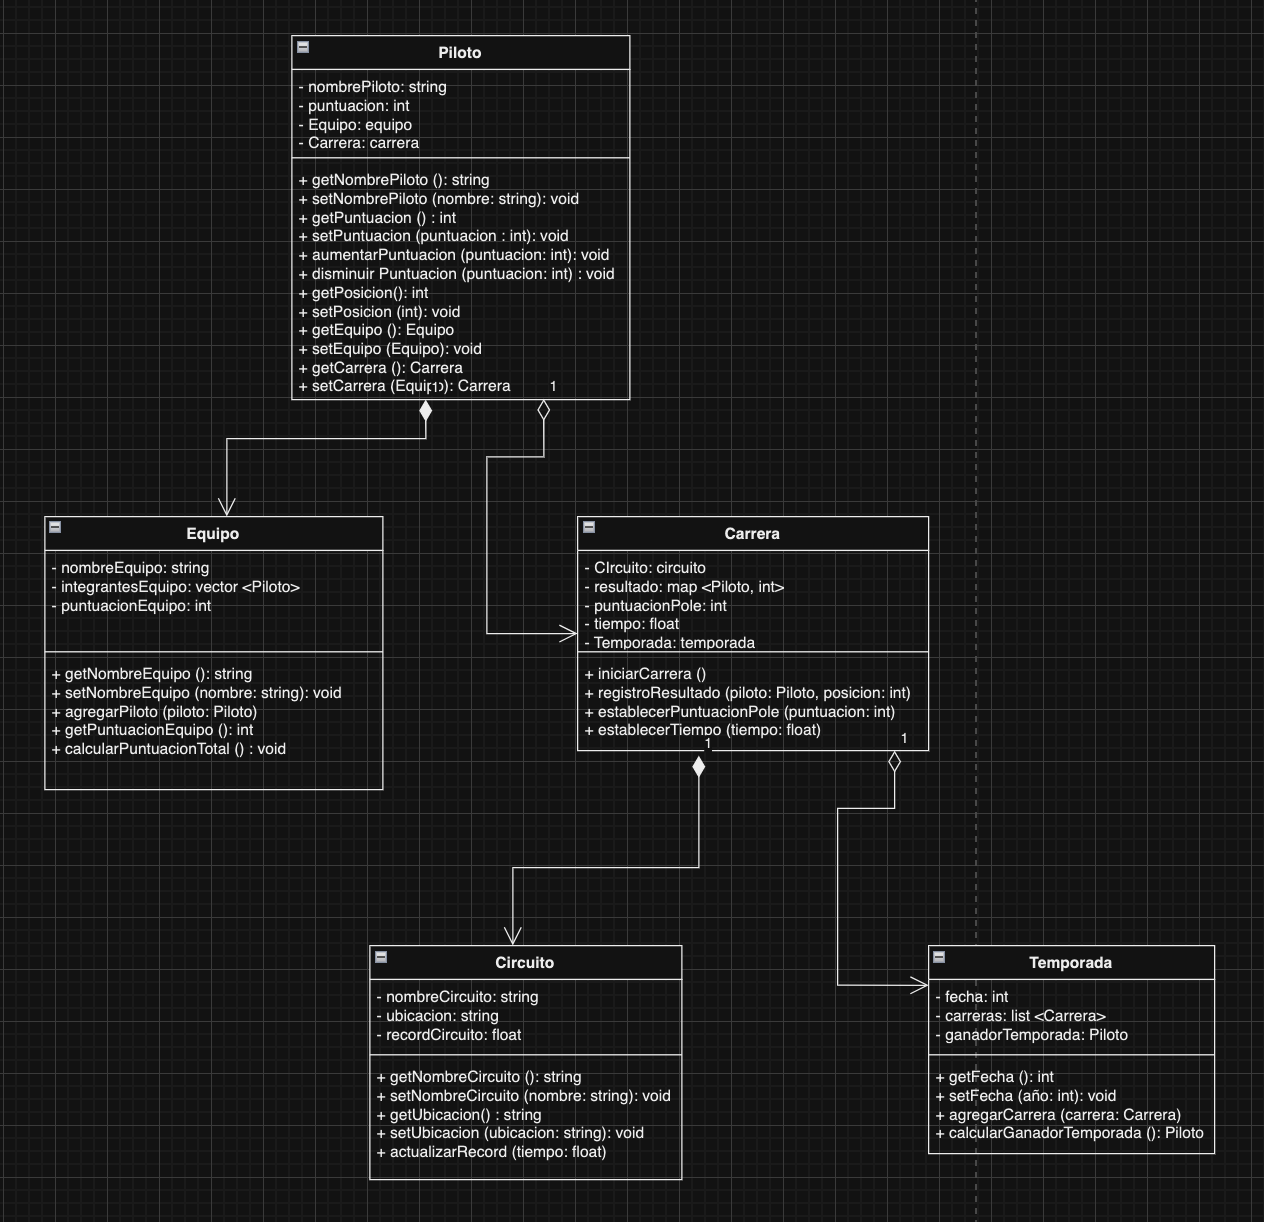 Piloto
- nombrePiloto: string
- puntuacion: int
- Equipo: equipo
- Carrera: carrera
+ getNombrePiloto (): string
+ setNombrePiloto (nombre: string): void
+ getPuntuacion () : int
+ setPuntuacion (puntuacion : int): void
+ aumentarPuntuacion (puntuacion: int): void
+ disminuir Puntuacion (puntuacion: int) : void
+ getPosicion(): int
+ setPosicion (int): void
+ getEquipo (): Equipo
+ setEquipo (Equipo): void
+ getCarrera (): Carrera
+ setCarrera (Equipo): Carrera
1
1
Equipo
- nombreEquipo: string
- integrantesEquipo: vector <Piloto>
- puntuacionEquipo: int
+ getNombreEquipo (): string
+ setNombreEquipo (nombre: string): void
+ agregarPiloto (piloto: Piloto)
+ getPuntuacionEquipo (): int
+ calcularPuntuacionTotal () : void
Carrera
- CIrcuito: circuito
- resultado: map <Piloto, int>
- puntuacionPole: int
- tiempo: float
- Temporada: temporada
+ iniciarCarrera ()
+ registroResultado (piloto: Piloto, posicion: int)
+ establecerPuntuacionPole (puntuacion: int)
+ establecerTiempo (tiempo: float)
1
1
Circuito
- nombreCircuito: string
- ubicacion: string
- recordCircuito: float
+ getNombreCircuito (): string
+ setNombreCircuito (nombre: string): void
+ getUbicacion() : string
+ setUbicacion (ubicacion: string): void
+ actualizarRecord (tiempo: float)
Temporada
- fecha: int
- carreras: list <Carrera>
- ganadorTemporada: Piloto
+ getFecha (): int
+ setFecha (año: int): void
+ agregarCarrera (carrera: Carrera)
+ calcularGanadorTemporada (): Piloto